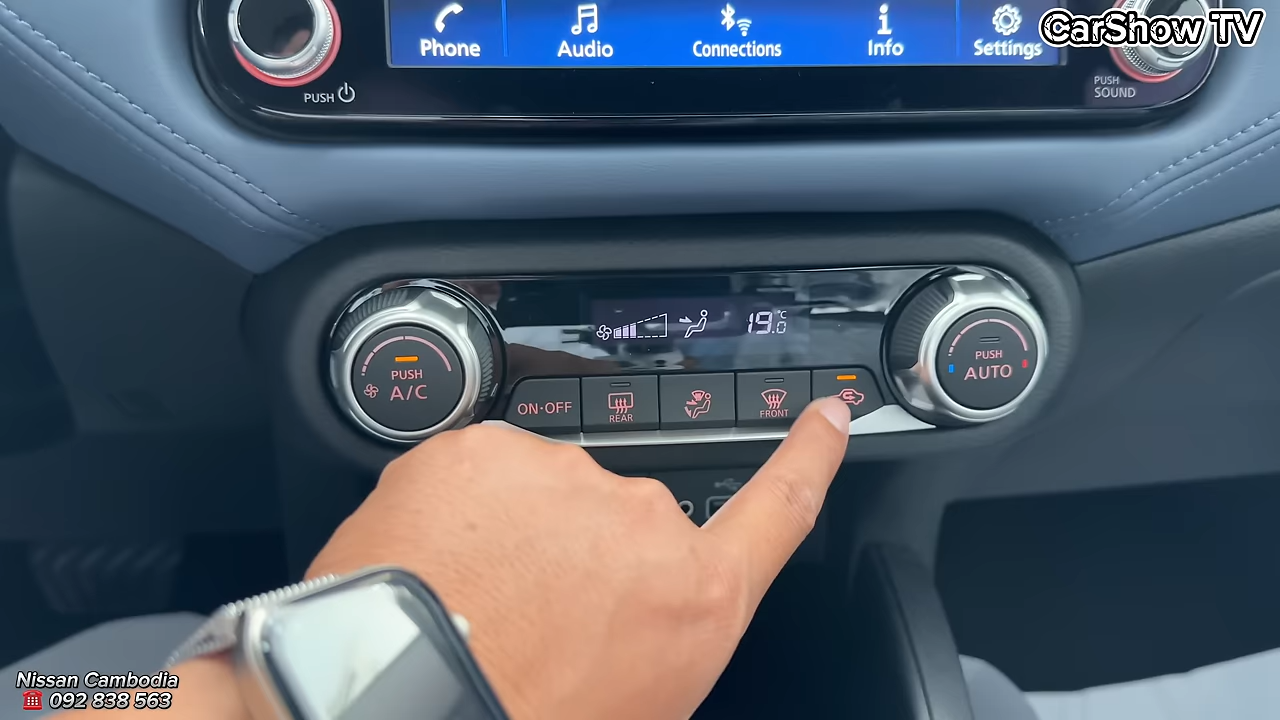 CarShow TV
Phone
Audio
Connections
Info
Settings
PUSH
PUSH
SOUND
19.0 °C
PUSH
A/C
ON·OFF
REAR
FRONT
PUSH
AUTO
Nissan Cambodia
☎ 092 838 563